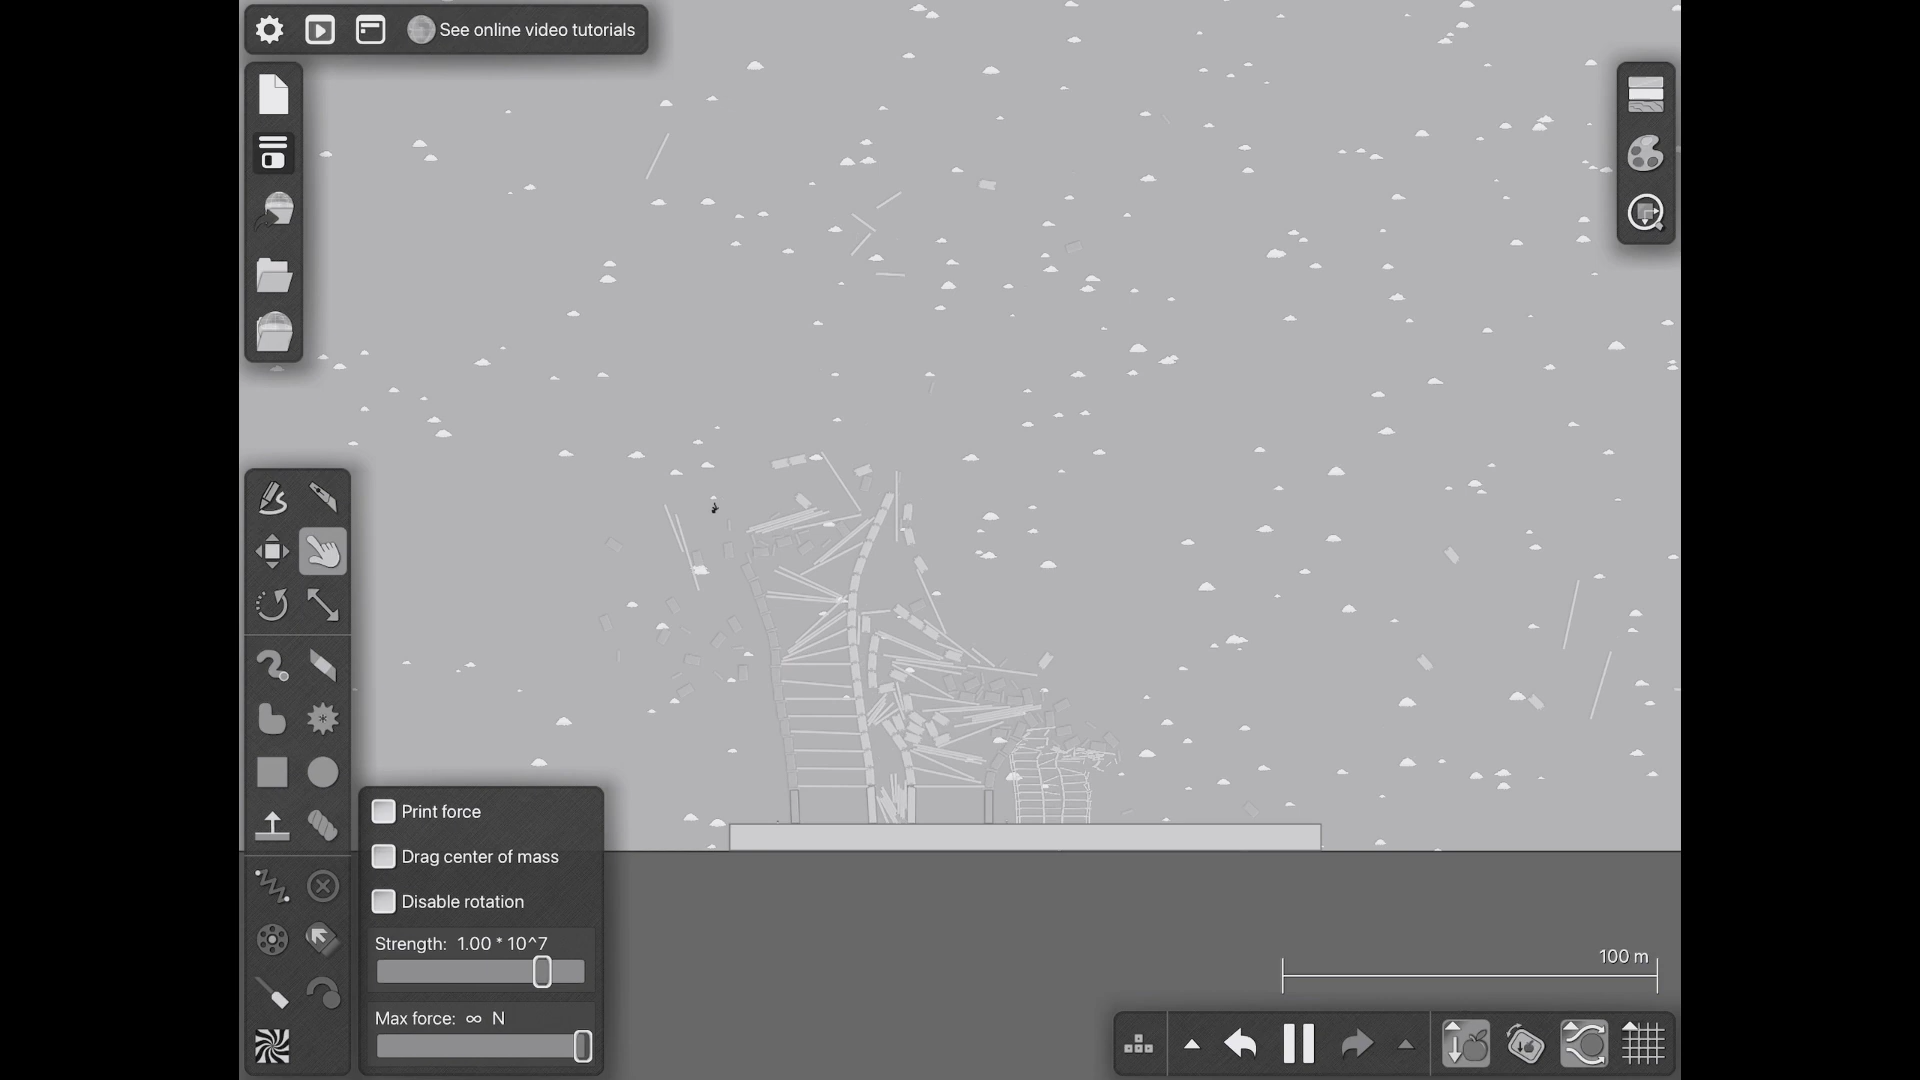 See online video tutorials
Print force
Drag center of mass
Disable rotation
Strength: 1.00 * 10^7
Max force: ∞ N
100 m